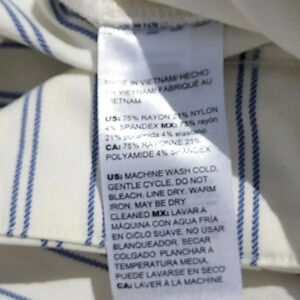 MADE IN VIETNAM/ HECHO
EN VIETNAM/ FABRIQUÉ AU
VIETNAM
US: 75% RAYON 21% NYLON
4% SPANDEX MX: 75% rayón
21% poliamida 4% elastano
CA: 75% RAYONNE 21%
POLYAMIDE 4% SPANDEX
US: MACHINE WASH COLD,
GENTLE CYCLE. DO NOT
BLEACH. LINE DRY. WARM
IRON. MAY BE DRY
CLEANED MX: LAVAR A
MÁQUINA CON AGUA FRÍA
EN CICLO SUAVE. NO USAR
BLANQUEADOR. SECAR
COLGADO. PLANCHAR A
TEMPERATURA MEDIA.
PUEDE LAVARSE EN SECO
CA: LAVER À LA MACHINE